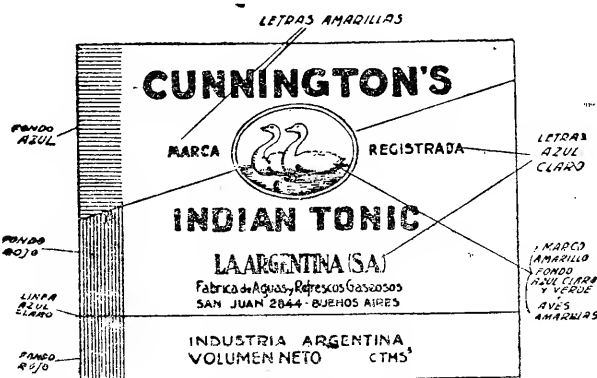 LETRAS AMARILLAS
CUNNINGTON'S
FONDO
AZUL
MARCA
REGISTRADA
LETRAS
AZUL
CLARO
INDIAN TONIC
FONDO
ROJO
LA ARGENTINA (S.A.)
Fabrica de Aguas y Refrescos Gaseosos
SAN JUAN 2844 - BUENOS AIRES
MARCO
AMARILLO
FONDO
AZUL CLARO
Y VERDE
AVES
AMARILLAS
LINEA
AZUL
CLARO
INDUSTRIA ARGENTINA
VOLUMEN NETO CTMS³
FONDO
ROJO